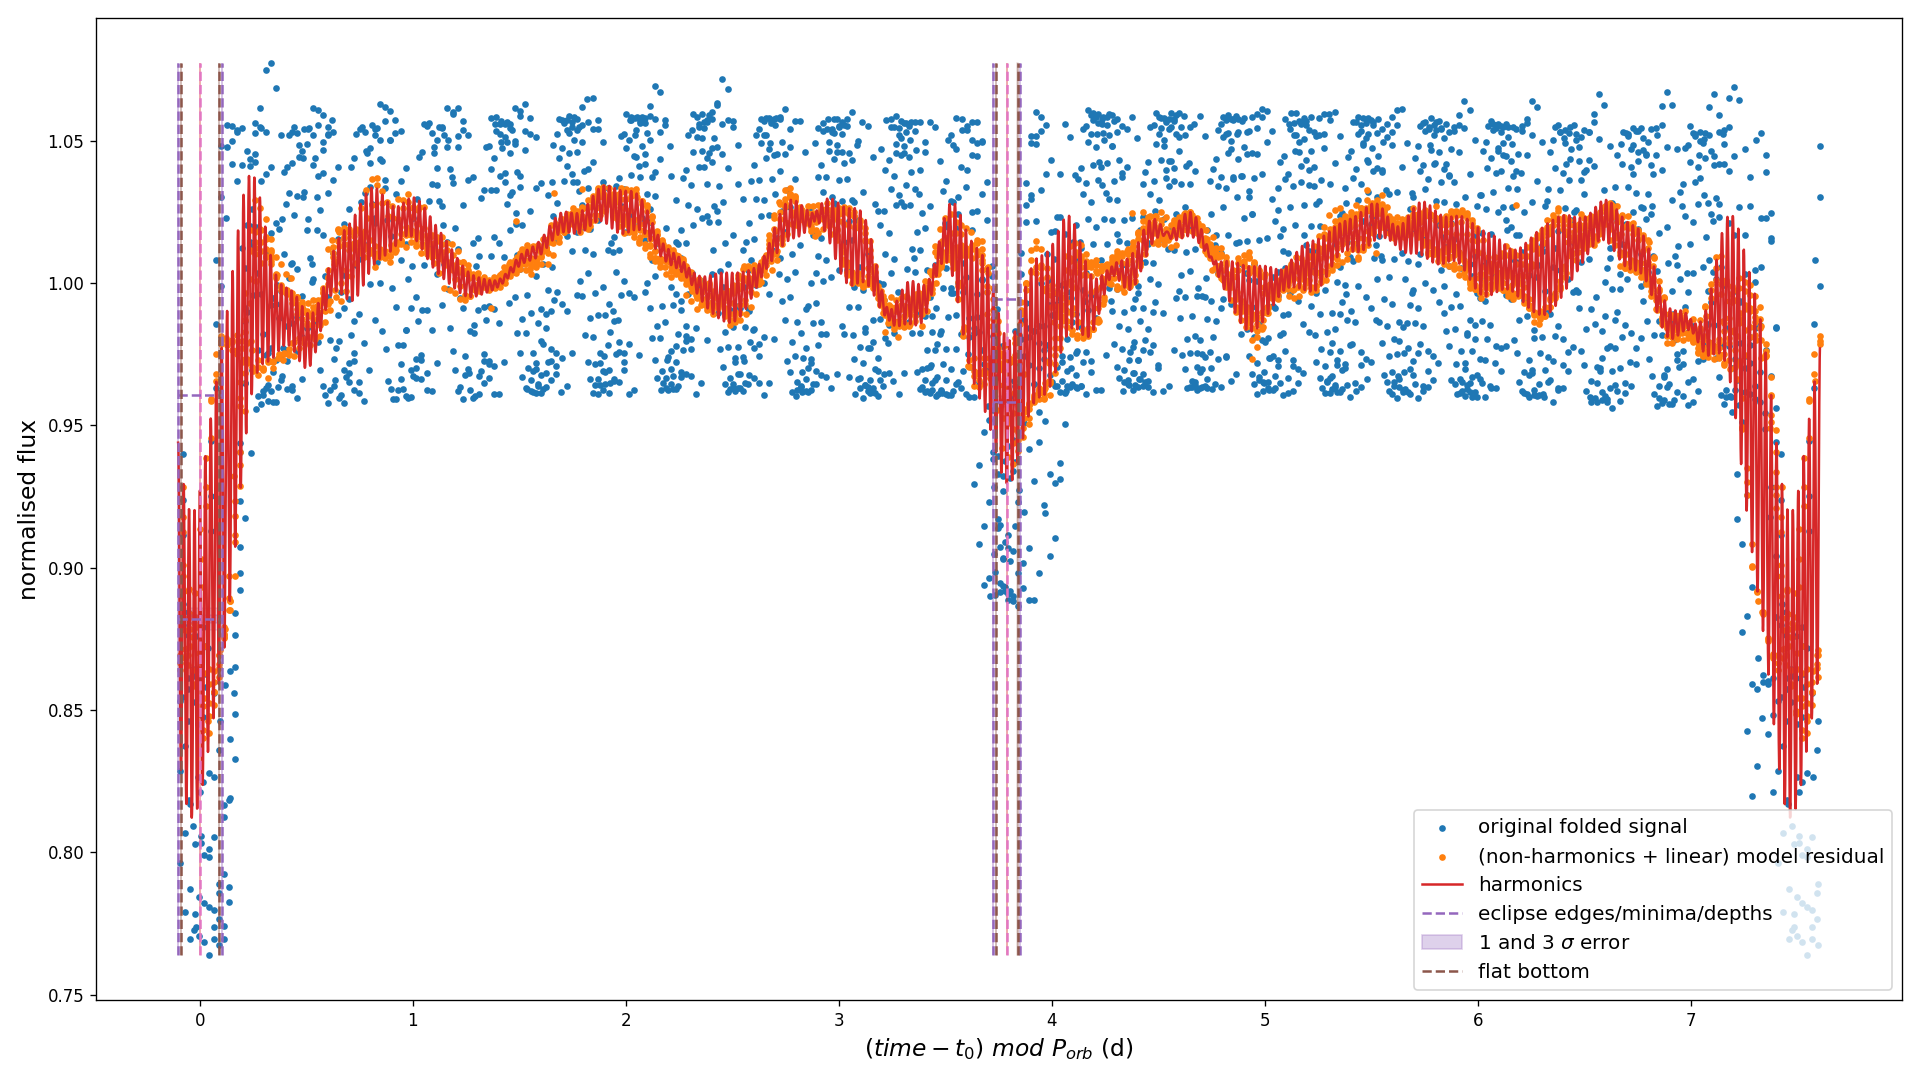 1.05
1.00
0.95
0.90
0.85
0.80
0.75
normalised flux
0 1 2 3 4 5 6 7
(time − t₀) mod P_orb (d)
original folded signal
(non-harmonics + linear) model residual
harmonics
eclipse edges/minima/depths
1 and 3 σ error
flat bottom